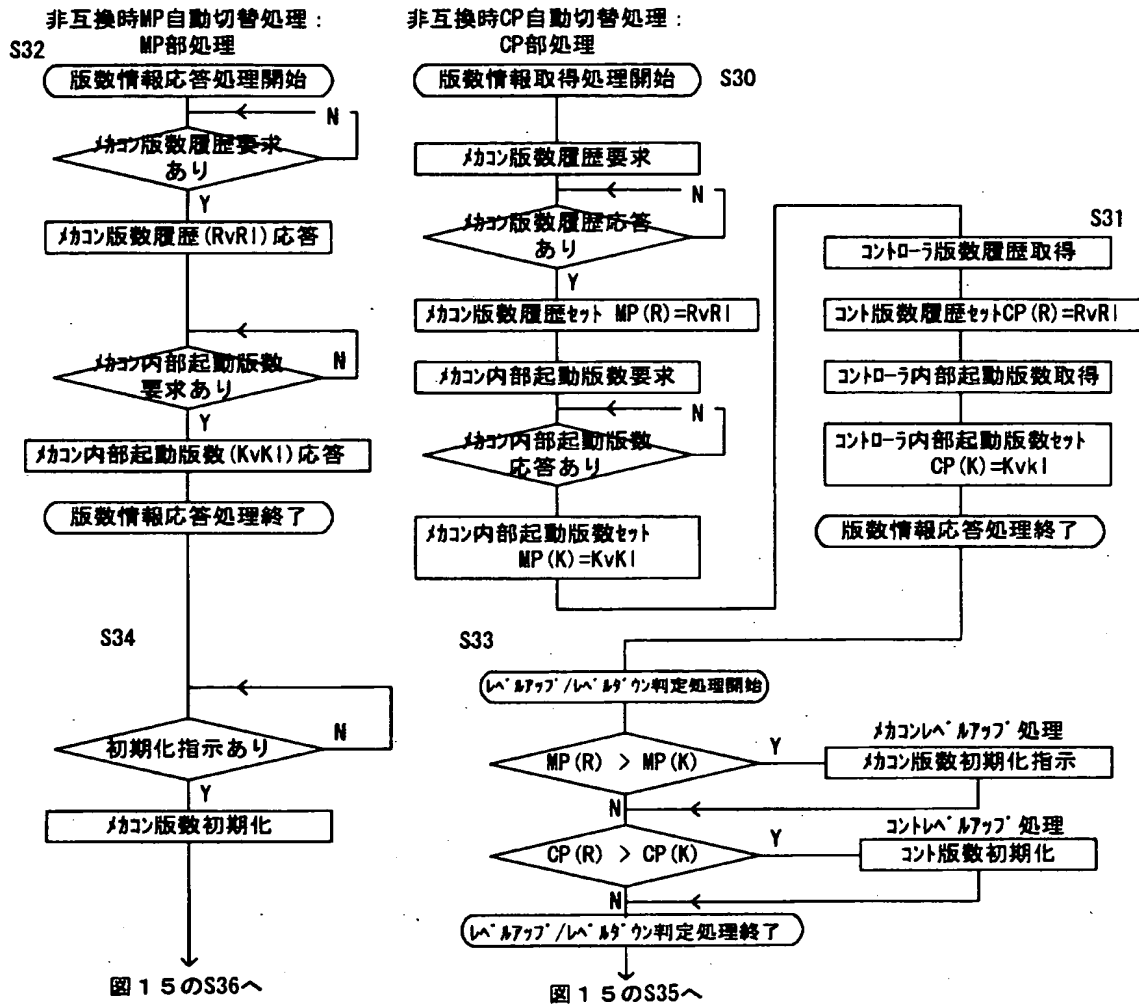 非互換時MP自動切替処理：
MP部処理
S32
版数情報応答処理開始
N
ﾒｶｺﾝ版数履歴要求
あり
Y
ﾒｶｺﾝ版数履歴(RvRl)応答
N
ﾒｶｺﾝ内部起動版数
要求あり
Y
ﾒｶｺﾝ内部起動版数(KvKl)応答
版数情報応答処理終了
S34
初期化指示あり
N
Y
ﾒｶｺﾝ版数初期化
図１５のS36へ
非互換時CP自動切替処理：
CP部処理
版数情報取得処理開始
S30
ﾒｶｺﾝ版数履歴要求
N
ﾒｶｺﾝ版数履歴応答
あり
Y
ﾒｶｺﾝ版数履歴ｾｯﾄ MP(R)=RvRl
ﾒｶｺﾝ内部起動版数要求
N
ﾒｶｺﾝ内部起動版数
応答あり
Y
ﾒｶｺﾝ内部起動版数ｾｯﾄ
MP(K)=KvKl
S31
ｺﾝﾄﾛｰﾗ版数履歴取得
ｺﾝﾄ版数履歴ｾｯﾄCP(R)=RvRl
ｺﾝﾄﾛｰﾗ内部起動版数取得
ｺﾝﾄﾛｰﾗ内部起動版数ｾｯﾄ
CP(K)=Kvkl
版数情報応答処理終了
S33
ﾚﾍﾞﾙｱｯﾌﾟ/ﾚﾍﾞﾙﾀﾞｳﾝ判定処理開始
MP(R) > MP(K)
Y
ﾒｶｺﾝﾚﾍﾞﾙｱｯﾌﾟ処理
ﾒｶｺﾝ版数初期化指示
N
CP(R) > CP(K)
Y
ｺﾝﾄﾚﾍﾞﾙｱｯﾌﾟ処理
ｺﾝﾄ版数初期化
N
ﾚﾍﾞﾙｱｯﾌﾟ/ﾚﾍﾞﾙﾀﾞｳﾝ判定処理終了
図１５のS35へ